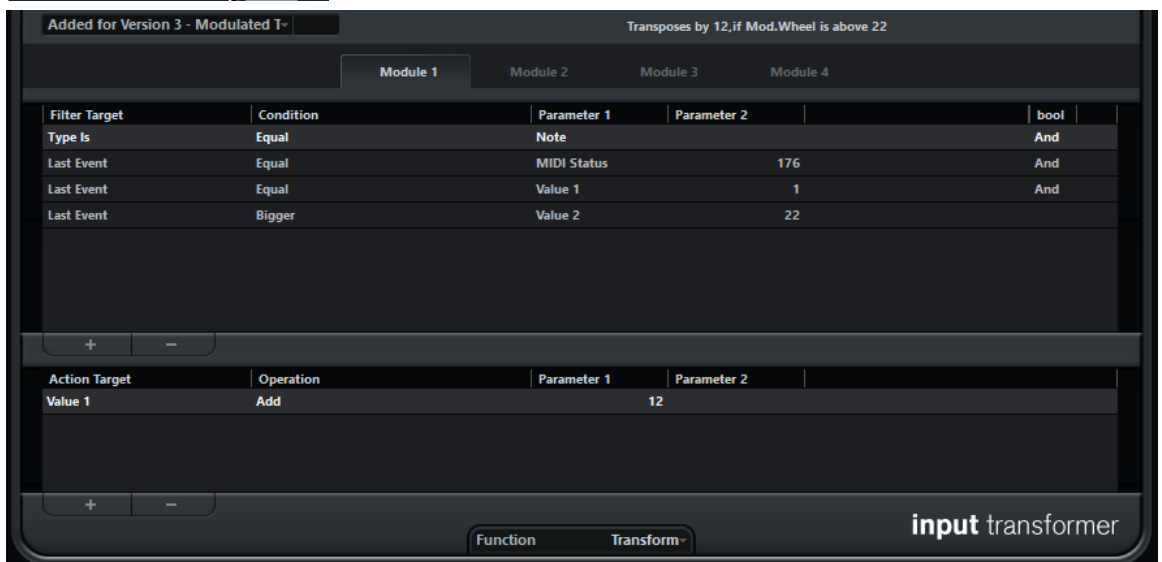 Added for Version 3 - Modulated T
Transposes by 12,if Mod.Wheel is above 22
Module 1 Module 2 Module 3 Module 4
Filter Target Condition Parameter 1 Parameter 2 bool
Type Is Equal Note And
Last Event Equal MIDI Status 176 And
Last Event Equal Value 1 1 And
Last Event Bigger Value 2 22
+ −
Action Target Operation Parameter 1 Parameter 2
Value 1 Add 12
+ −
input transformer
Function Transform